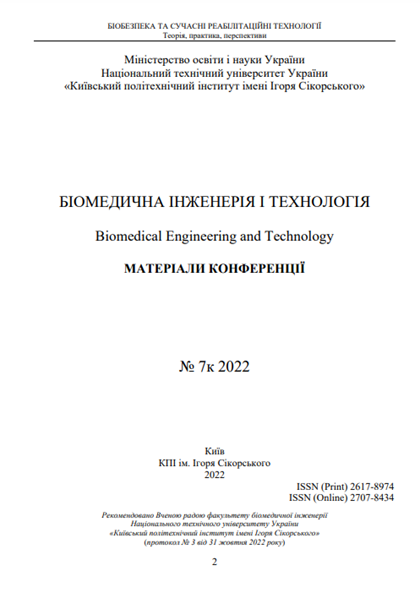 БІОБЕЗПЕКА ТА СУЧАСНІ РЕАБІЛІТАЦІЙНІ ТЕХНОЛОГІЇ
Теорія, практика, перспективи
Міністерство освіти і науки України
Національний технічний університет України
«Київський політехнічний інститут імені Ігоря Сікорського»
БІОМЕДИЧНА ІНЖЕНЕРІЯ І ТЕХНОЛОГІЯ
Biomedical Engineering and Technology
МАТЕРІАЛИ КОНФЕРЕНЦІЇ
№ 7к 2022
Київ
КПІ ім. Ігоря Сікорського
2022
ISSN (Print) 2617-8974
ISSN (Online) 2707-8434
Рекомендовано Вченою радою факультету біомедичної інженерії
Національного технічного університету України
«Київський політехнічний інститут імені Ігоря Сікорського»
(протокол № 3 від 31 жовтня 2022 року)
2